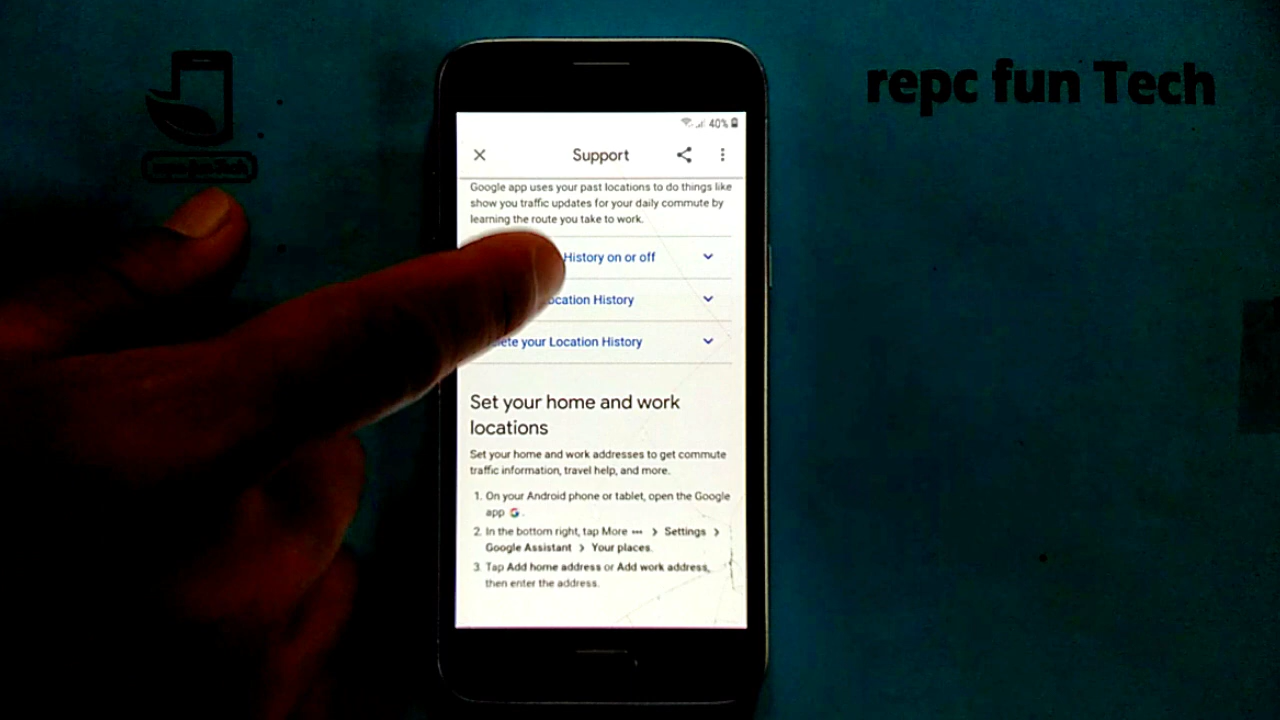 repc fun Tech
40%
Support
Google app uses your past locations to do things like
show you traffic updates for your daily commute by
learning the route you take to work.
History on or off
Location History
your Location History
Set your home and work
locations
Set your home and work addresses to get commute
traffic information, travel help, and more.
1. On your Android phone or tablet, open the Google
app G.
2. In the bottom right, tap More ••• > Settings >
Google Assistant > Your places.
3. Tap Add home address or Add work address,
then enter the address.